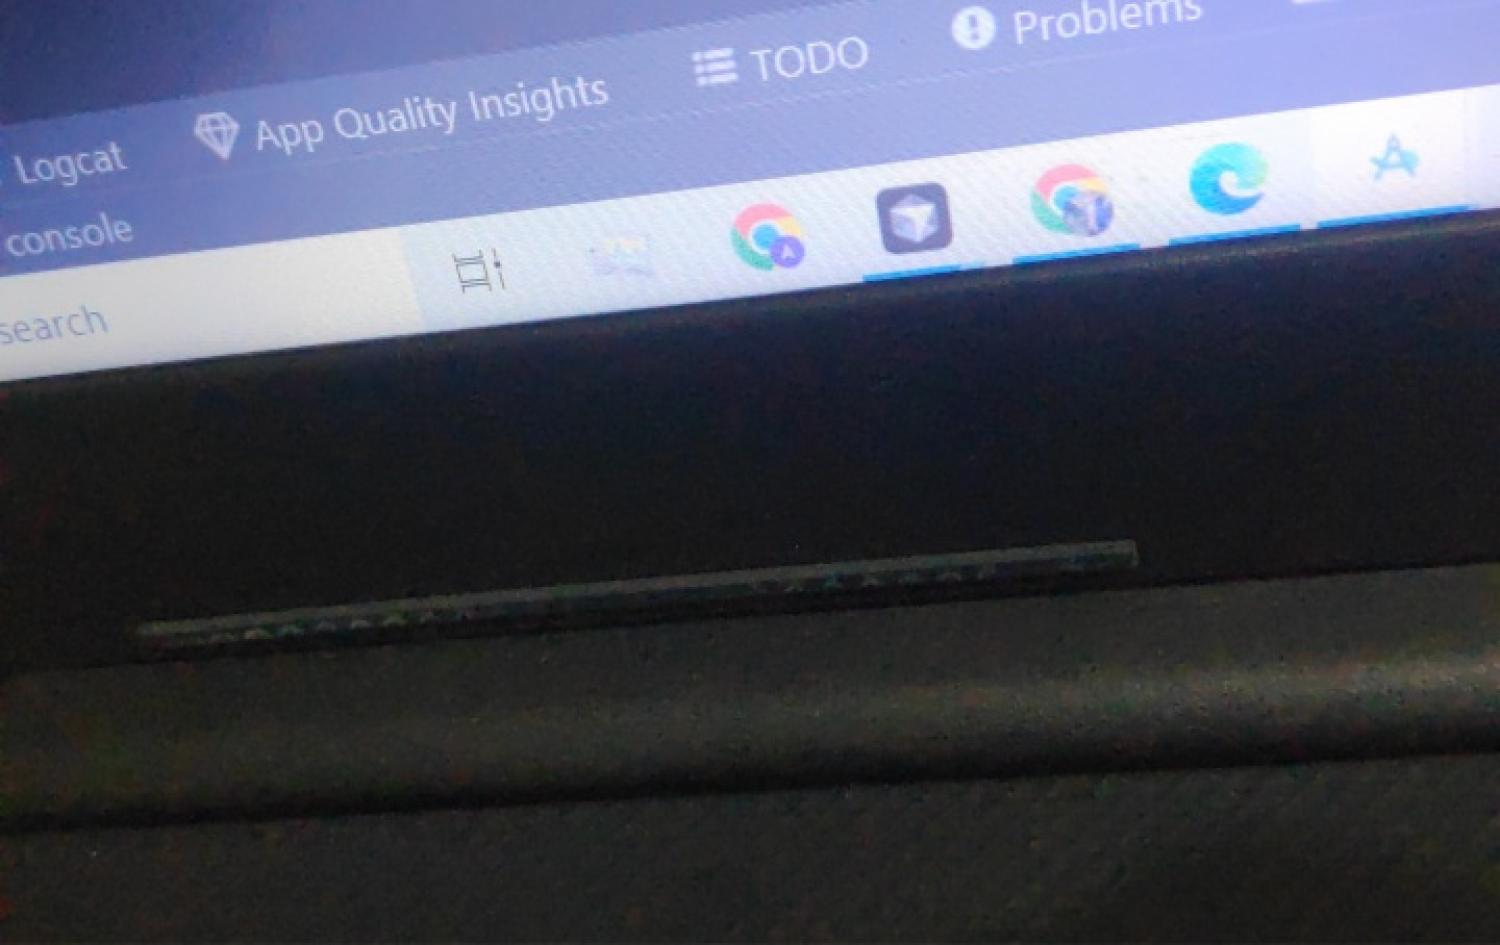 Logcat App Quality Insights TODO Problems
console
search